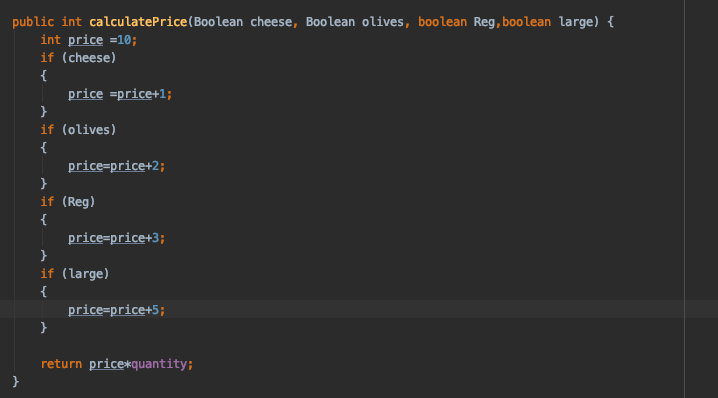 public int calculatePrice(Boolean cheese, Boolean olives, boolean Reg,boolean large) {
    int price =10;
    if (cheese)
    {
        price =price+1;
    }
    if (olives)
    {
        price=price+2;
    }
    if (Reg)
    {
        price=price+3;
    }
    if (large)
    {
        price=price+5;
    }

    return price*quantity;
}